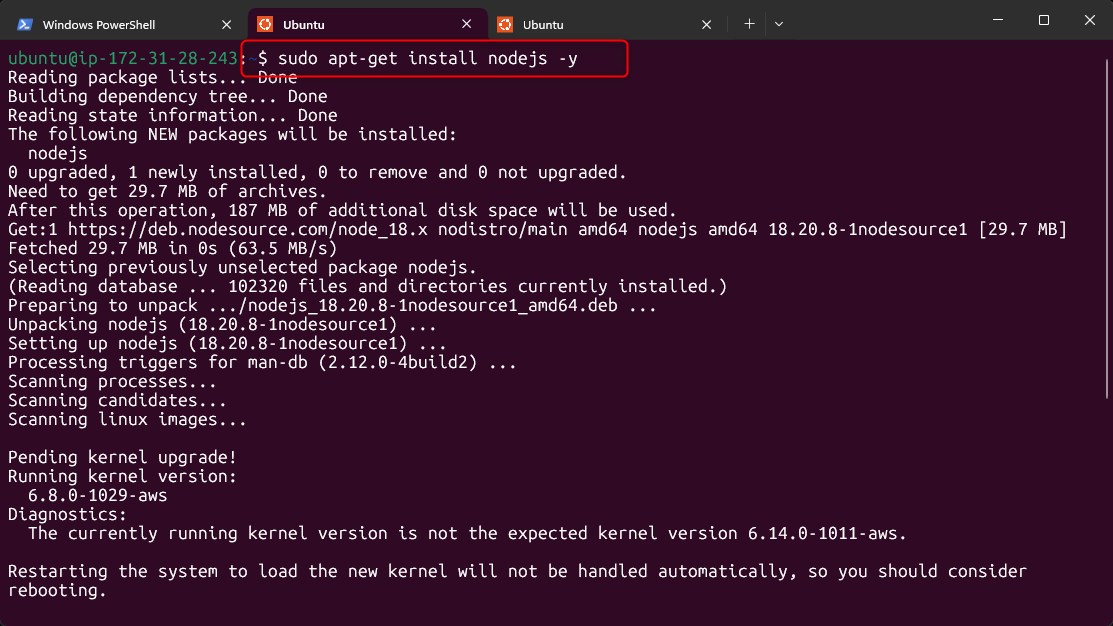 Windows PowerShell
Ubuntu
Ubuntu
ubuntu@ip-172-31-28-243:~$ sudo apt-get install nodejs -y
Reading package lists... Done
Building dependency tree... Done
Reading state information... Done
The following NEW packages will be installed:
  nodejs
0 upgraded, 1 newly installed, 0 to remove and 0 not upgraded.
Need to get 29.7 MB of archives.
After this operation, 187 MB of additional disk space will be used.
Get:1 https://deb.nodesource.com/node_18.x nodistro/main amd64 nodejs amd64 18.20.8-1nodesource1 [29.7 MB]
Fetched 29.7 MB in 0s (63.5 MB/s)
Selecting previously unselected package nodejs.
(Reading database ... 102320 files and directories currently installed.)
Preparing to unpack .../nodejs_18.20.8-1nodesource1_amd64.deb ...
Unpacking nodejs (18.20.8-1nodesource1) ...
Setting up nodejs (18.20.8-1nodesource1) ...
Processing triggers for man-db (2.12.0-4build2) ...
Scanning processes...
Scanning candidates...
Scanning linux images...

Pending kernel upgrade!
Running kernel version:
  6.8.0-1029-aws
Diagnostics:
  The currently running kernel version is not the expected kernel version 6.14.0-1011-aws.

Restarting the system to load the new kernel will not be handled automatically, so you should consider
rebooting.